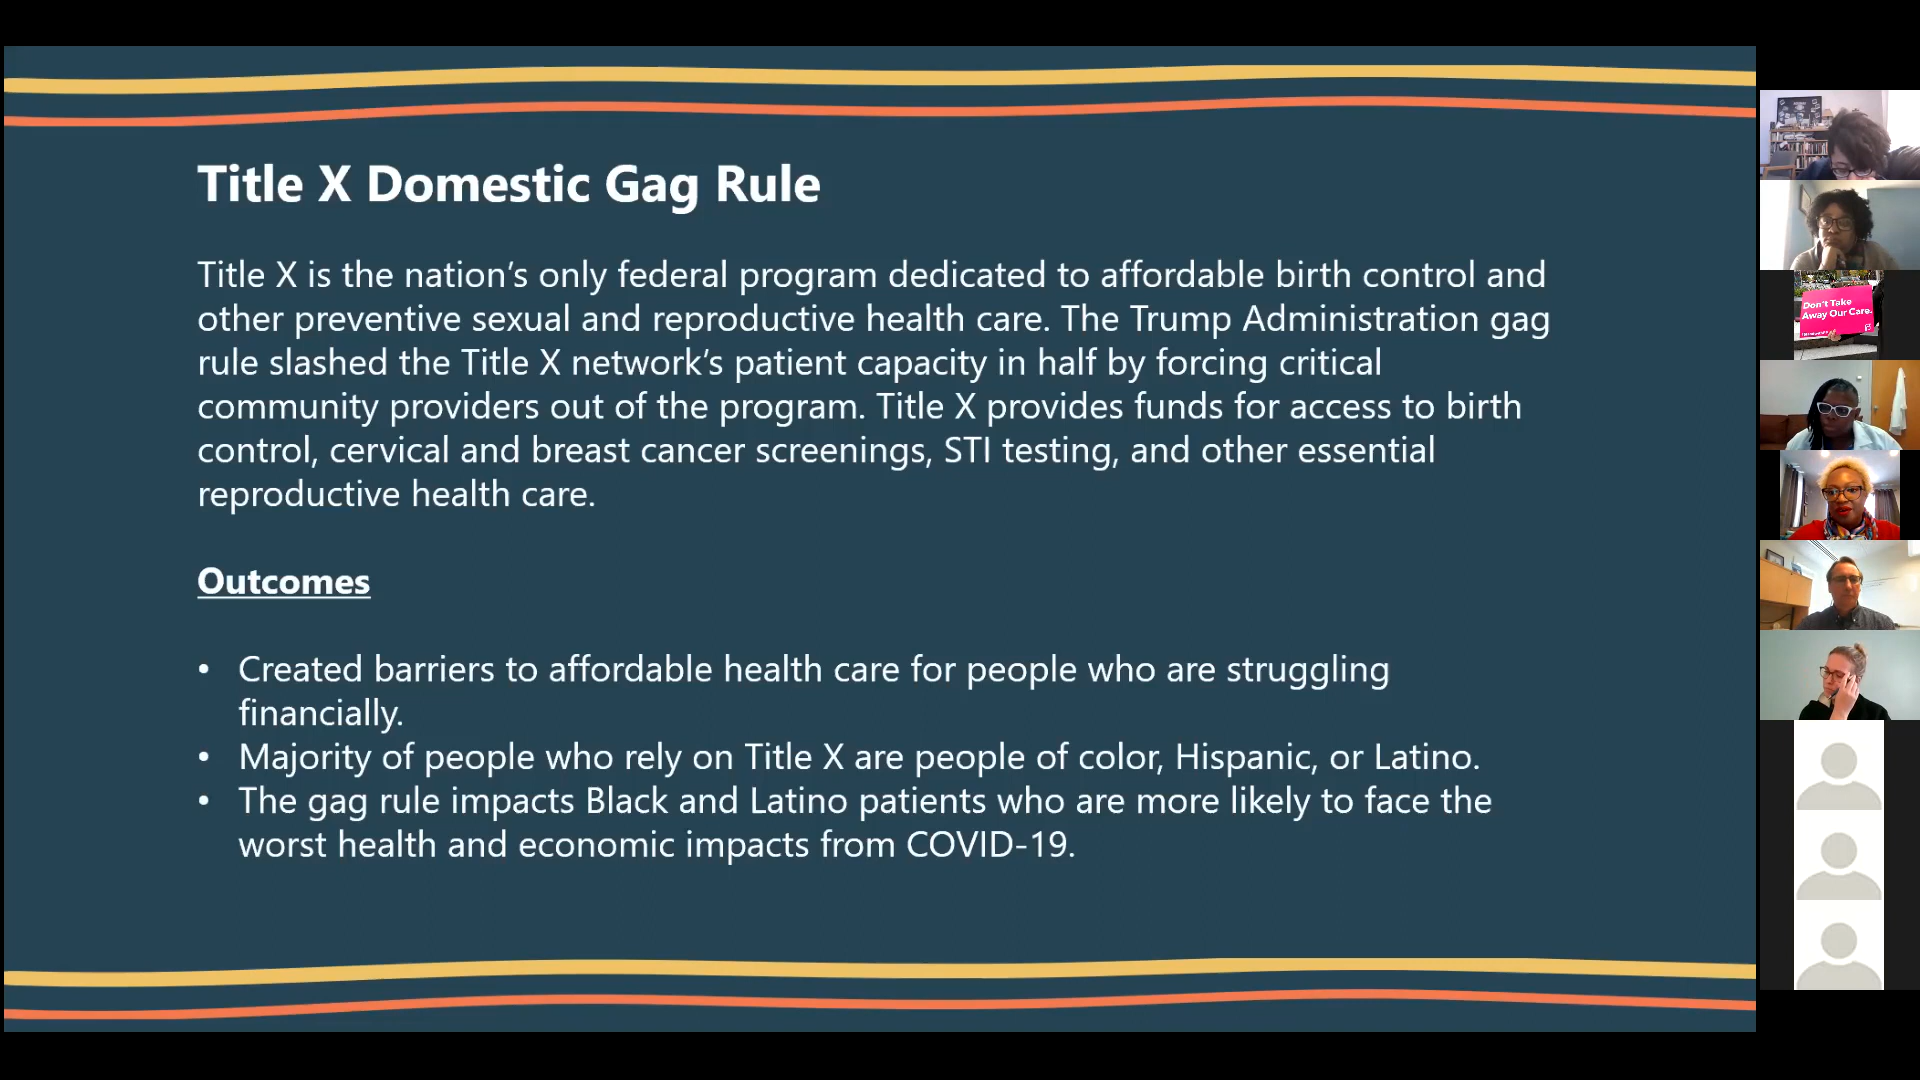 Title X Domestic Gag Rule
Title X is the nation’s only federal program dedicated to affordable birth control and
other preventive sexual and reproductive health care. The Trump Administration gag
rule slashed the Title X network’s patient capacity in half by forcing critical
community providers out of the program. Title X provides funds for access to birth
control, cervical and breast cancer screenings, STI testing, and other essential
reproductive health care.
Outcomes
• Created barriers to affordable health care for people who are struggling
financially.
• Majority of people who rely on Title X are people of color, Hispanic, or Latino.
• The gag rule impacts Black and Latino patients who are more likely to face the
worst health and economic impacts from COVID-19.
Don't Take
Away Our Care.